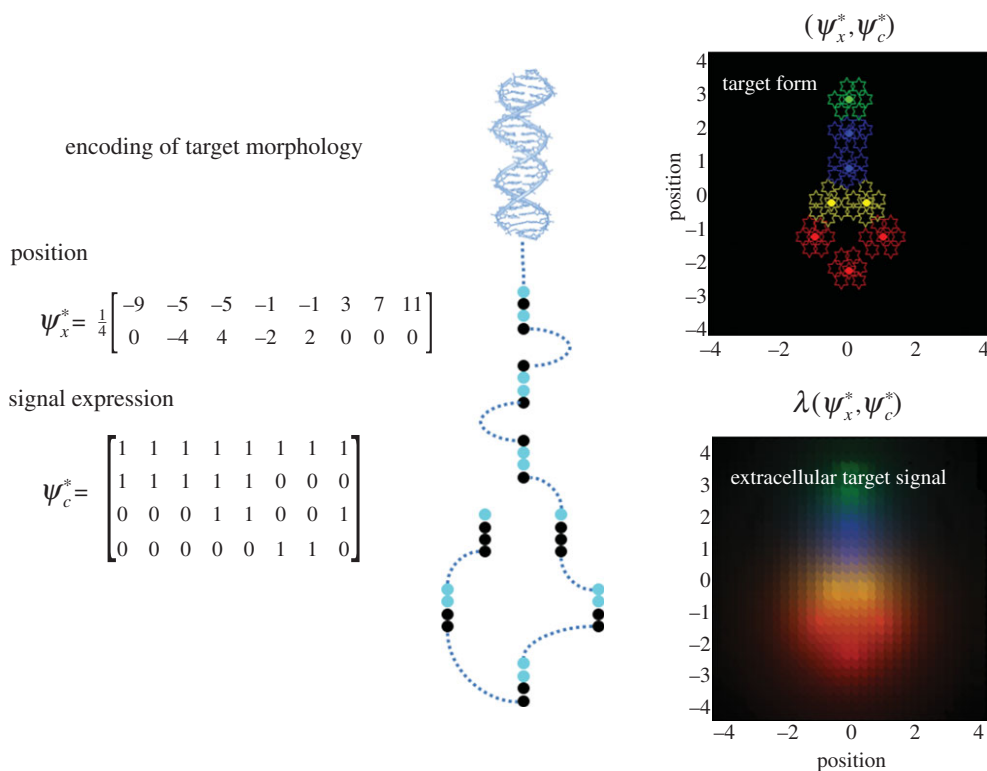 encoding of target morphology
position
ψ*x = 1/4 [ –9 –5 –5 –1 –1 3 7 11
0 –4 4 –2 2 0 0 0 ]
signal expression
ψ*c = [ 1 1 1 1 1 1 1 1
1 1 1 1 1 0 0 0
0 0 0 1 1 0 0 1
0 0 0 0 0 1 1 0 ]
(ψ*x, ψ*c)
target form
position
4
3
2
1
0
–1
–2
–3
–4
–4 –2 0 2 4
λ(ψ*x, ψ*c)
extracellular target signal
4
3
2
1
0
–1
–2
–3
–4
–4 –2 0 2 4
position